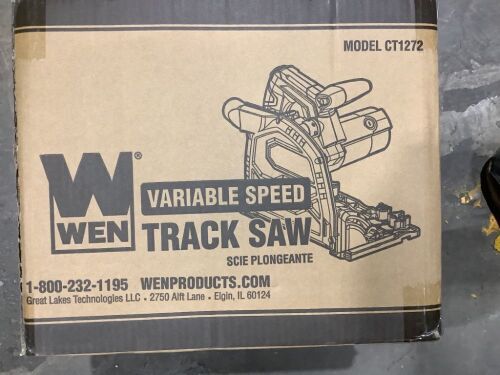 MODEL CT1272
WEN®
VARIABLE SPEED
TRACK SAW
SCIE PLONGEANTE
1-800-232-1195 WENPRODUCTS.COM
Great Lakes Technologies LLC • 2750 Alft Lane • Elgin, IL 60124